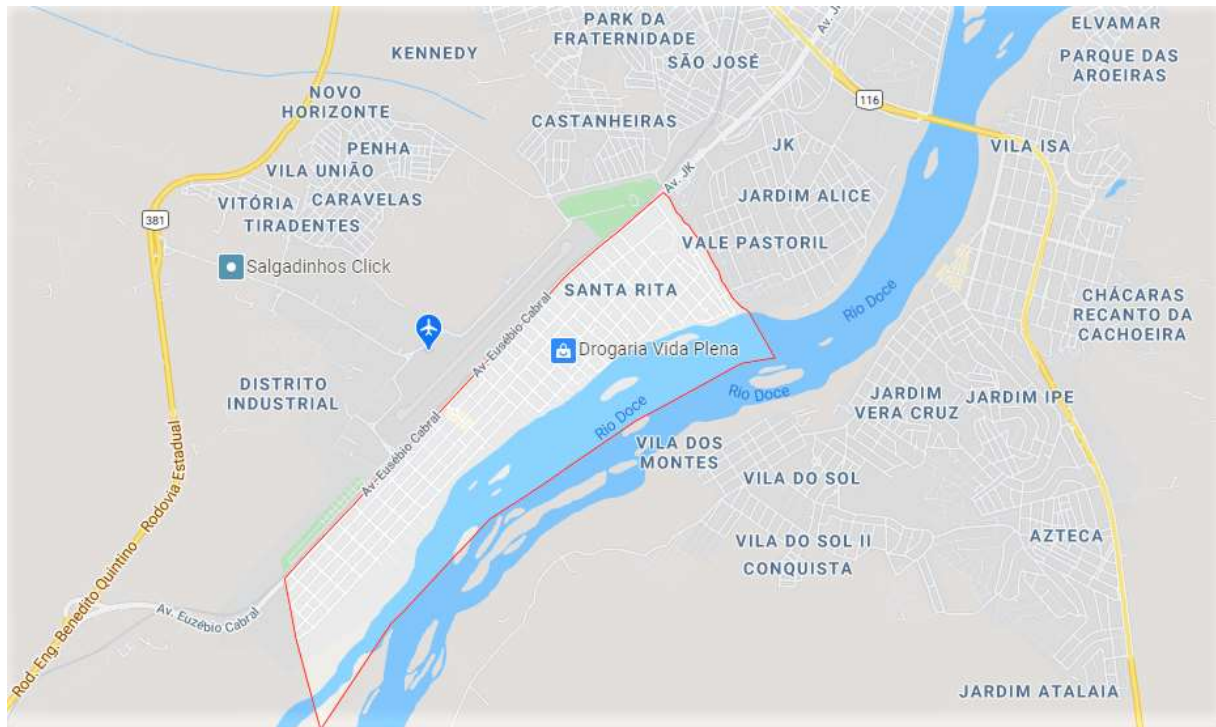 PARK DA
FRATERNIDADE
ELVAMAR
KENNEDY
SÃO JOSÉ
PARQUE DAS
AROEIRAS
Av. JK
NOVO
HORIZONTE
116
CASTANHEIRAS
PENHA
JK
VILA ISA
VILA UNIÃO
Av. JK
VITÓRIA
CARAVELAS
JARDIM ALICE
381
TIRADENTES
VALE PASTORIL
Salgadinhos Click
SANTA RITA
Rio Doce
CHÁCARAS
RECANTO DA
CACHOEIRA
Av. Eusébio Cabral
Drogaria Vida Plena
DISTRITO
INDUSTRIAL
Rio Doce
Rio Doce
JARDIM
VERA CRUZ
JARDIM IPE
Av. Eusébio Cabral
VILA DOS
MONTES
VILA DO SOL
Rod. Eng. Benedito Quintino - Rodovia Estadual
VILA DO SOL II
AZTECA
CONQUISTA
Av. Euzébio Cabral
JARDIM ATALAIA